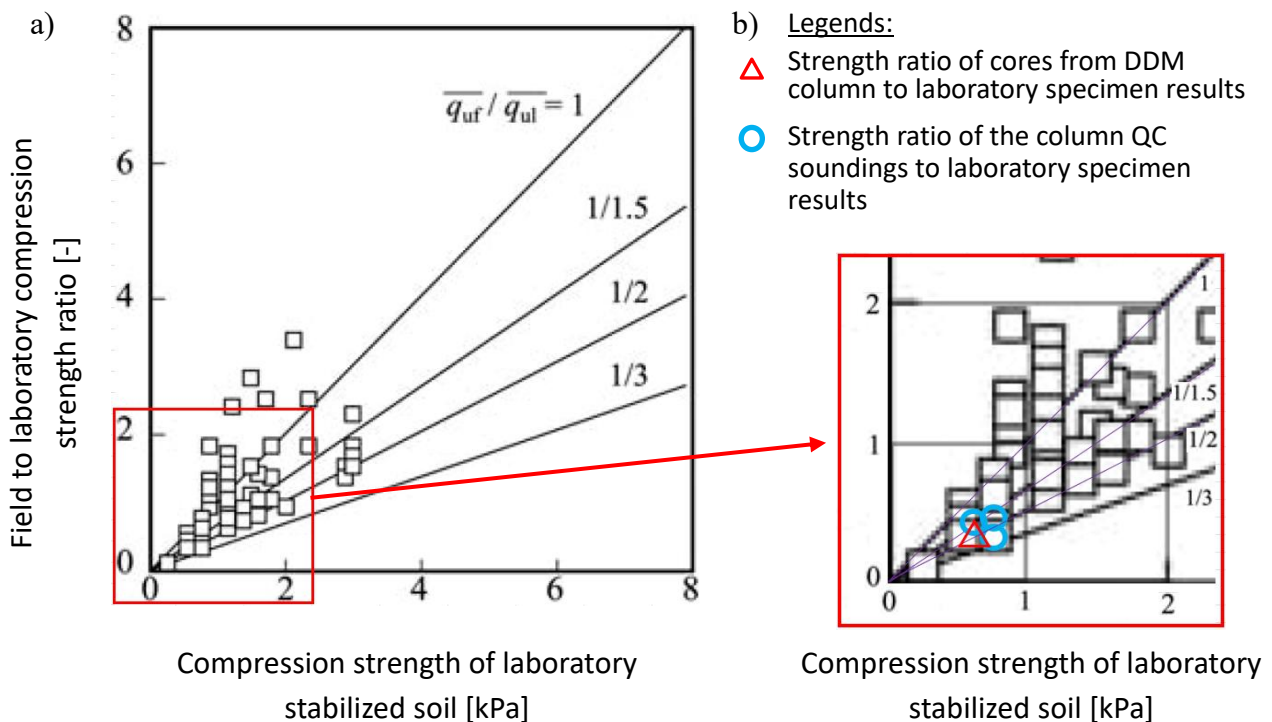 a)
8
6
4
2
0
0
2
4
6
8
q̅uf / q̅ul = 1
1/1.5
1/2
1/3
Field to laboratory compression
strength ratio [-]
Compression strength of laboratory
stabilized soil [kPa]
b)
Legends:
Strength ratio of cores from DDM
column to laboratory specimen results
Strength ratio of the column QC
soundings to laboratory specimen
results
2
1
0
0
1
2
1
1/1.5
1/2
1/3
Compression strength of laboratory
stabilized soil [kPa]